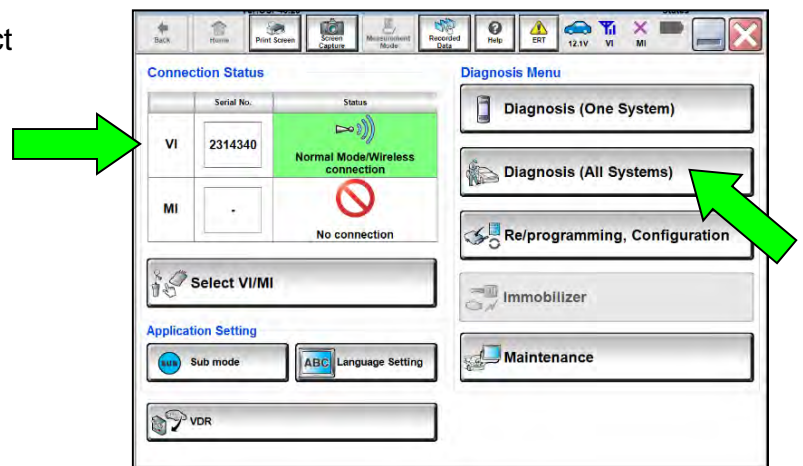 ct
Back
Home
Print Screen
Screen Capture
Measurement Mode
Recorded Data
Help
ERT
12.1V
VI
MI
Connection Status
Serial No.
Status
VI
2314340
Normal Mode/Wireless
connection
MI
-
No connection
Select VI/MI
Application Setting
SUB
Sub mode
ABC
Language Setting
VDR
Diagnosis Menu
Diagnosis (One System)
Diagnosis (All Systems)
Re/programming, Configuration
Immobilizer
Maintenance